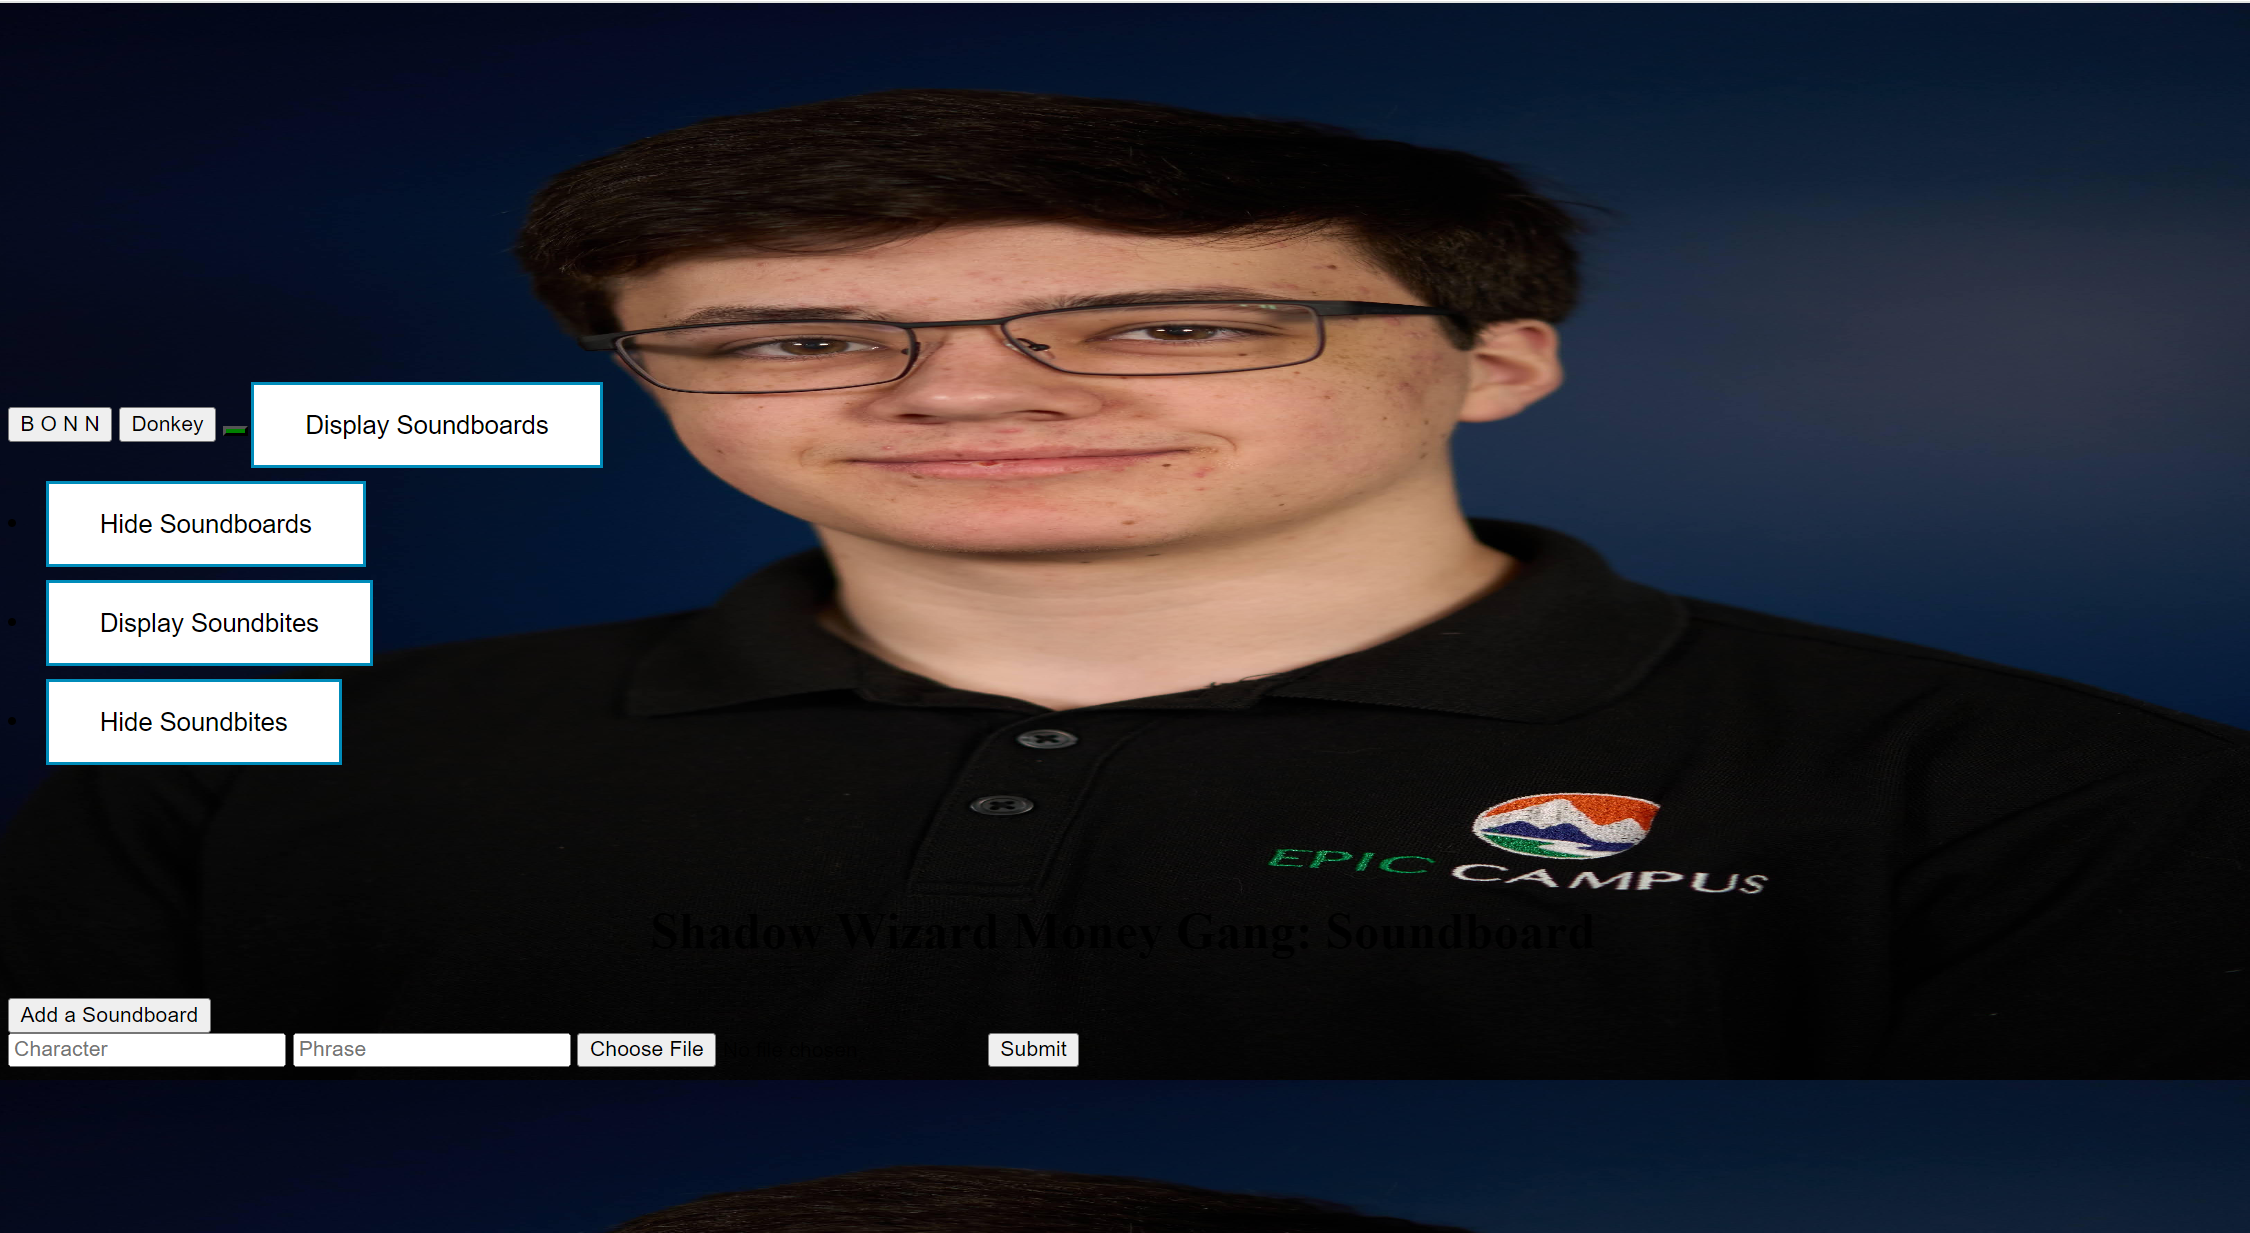 B O N N Donkey Display Soundboards
Hide Soundboards
Display Soundbites
Hide Soundbites
EPIC CAMPUS
Shadow Wizard Money Gang: Soundboard
Add a Soundboard
Character Phrase Choose File No file chosen Submit